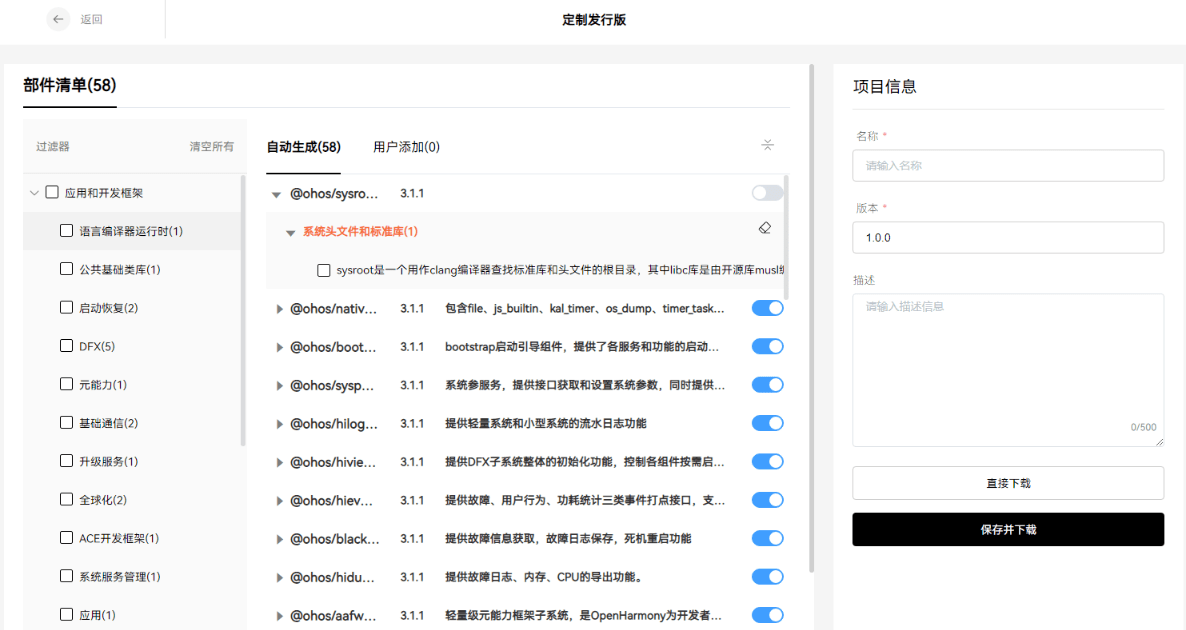 返回
定制发行版
部件清单(58)
过滤器
清空所有
应用和开发框架
语言编译器运行时(1)
公共基础类库(1)
启动恢复(2)
DFX(5)
元能力(1)
基础通信(2)
升级服务(1)
全球化(2)
ACE开发框架(1)
系统服务管理(1)
应用(1)
自动生成(58)
用户添加(0)
@ohos/sysro... 3.1.1
系统头文件和标准库(1)
sysroot是一个用作clang编译器查找标准库和头文件的根目录，其中libc库是由开源库musl编
@ohos/nativ... 3.1.1 包含file、js_builtin、kal_timer、os_dump、timer_task...
@ohos/boot... 3.1.1 bootstrap启动引导组件，提供了各服务和功能的启动...
@ohos/sysp... 3.1.1 系统参服务，提供接口获取和设置系统参数，同时提供...
@ohos/hilog... 3.1.1 提供轻量系统和小型系统的流水日志功能
@ohos/hivie... 3.1.1 提供DFX子系统整体的初始化功能，控制各组件按需启...
@ohos/hiev... 3.1.1 提供故障、用户行为、功耗统计三类事件打点接口，支...
@ohos/black... 3.1.1 提供故障信息获取，故障日志保存，死机重启功能
@ohos/hidu... 3.1.1 提供故障日志、内存、CPU的导出功能。
@ohos/aafw... 3.1.1 轻量级元能力框架子系统，是OpenHarmony为开发者...
项目信息
名称 *
请输入名称
版本 *
1.0.0
描述
请输入描述信息
0/500
直接下载
保存并下载